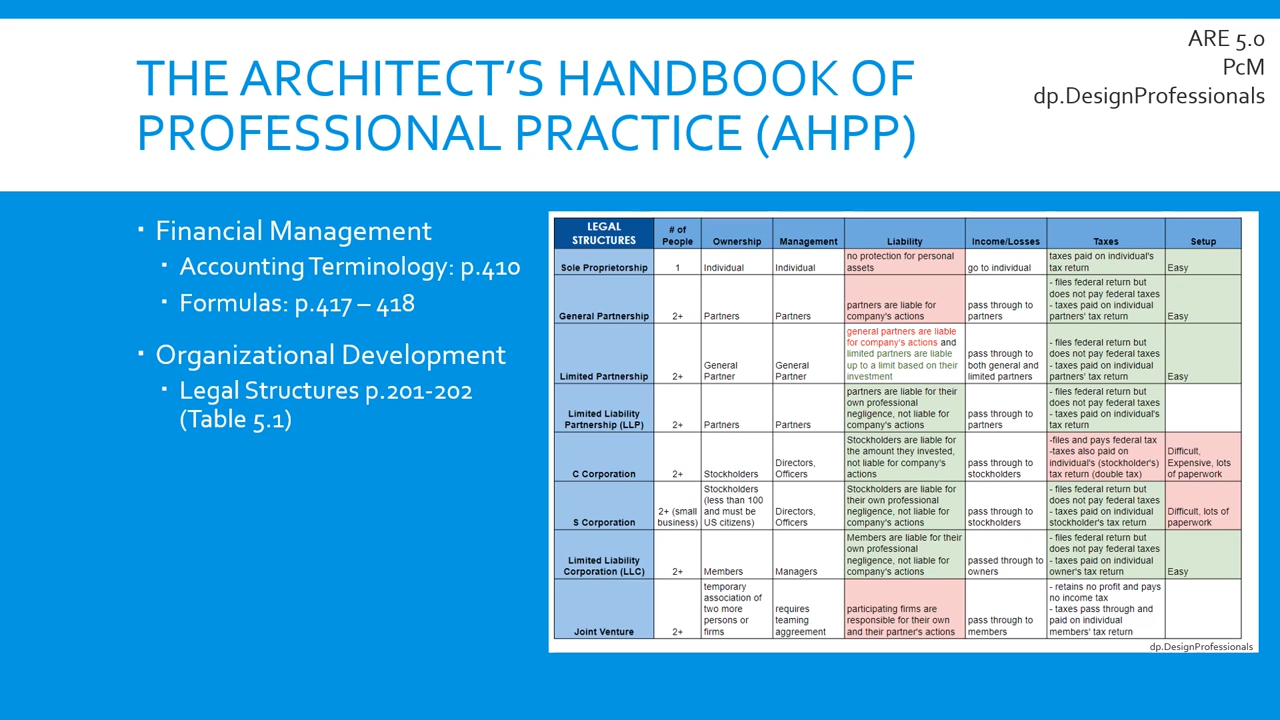 ARE 5.0
PcM
dp.DesignProfessionals
THE ARCHITECT'S HANDBOOK OF
PROFESSIONAL PRACTICE (AHPP)
▪ Financial Management
▪ Accounting Terminology: p.410
▪ Formulas: p.417 – 418
▪ Organizational Development
▪ Legal Structures p.201-202
(Table 5.1)
LEGAL
STRUCTURES
# of
People
Ownership
Management
Liability
Income/Losses
Taxes
Setup
Sole Proprietorship
1
Individual
Individual
no protection for personal
assets
go to individual
taxes paid on individual's
tax return
Easy
General Partnership
2+
Partners
Partners
partners are liable for
company's actions
pass through to
partners
- files federal return but
does not pay federal taxes
- taxes paid on individual
partners' tax return
Easy
Limited Partnership
2+
General
Partner
General
Partner
general partners are liable
for company's actions and
limited partners are liable
up to a limit based on their
investment
pass through to
both general and
limited partners
- files federal return but
does not pay federal taxes
- taxes paid on individual
partners' tax return
Easy
Limited Liability
Partnership (LLP)
2+
Partners
Partners
partners are liable for their
own professional
negligence, not liable for
company's actions
pass through to
partners
- files federal return but
does not pay federal taxes
- taxes paid on individual's
tax return
C Corporation
2+
Stockholders
Directors,
Officers
Stockholders are liable for
the amount they invested,
not liable for company's
actions
pass through to
stockholders
-files and pays federal tax
-taxes also paid on
individual's (stockholder's)
tax return (double tax)
Difficult,
Expensive, lots
of paperwork
S Corporation
2+ (small
business)
Stockholders
(less than 100
and must be
US citizens)
Directors,
Officers
Stockholders are liable for
their own professional
negligence, not liable for
company's actions
pass through to
stockholders
- files federal return but
does not pay federal taxes
- taxes paid on individual
stockholder's tax return
Difficult, lots of
paperwork
Limited Liability
Corporation (LLC)
2+
Members
Managers
Members are liable for their
own professional
negligence, not liable for
company's actions
passed through to
owners
- files federal return but
does not pay federal taxes
- taxes paid on individual
owner's tax return
Easy
Joint Venture
2+
temporary
association of
two more
persons or
firms
requires
teaming
aggreement
participating firms are
responsible for their own
and their partner's actions
pass through to
members
- retains no profit and pays
no income tax
- taxes pass through and
paid on individual
members' tax return
dp.DesignProfessionals